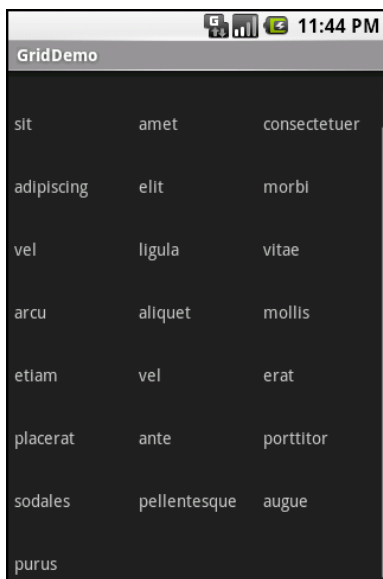 11:44 PM
GridDemo
sit amet consectetuer
adipiscing elit morbi
vel ligula vitae
arcu aliquet mollis
etiam vel erat
placerat ante porttitor
sodales pellentesque augue
purus